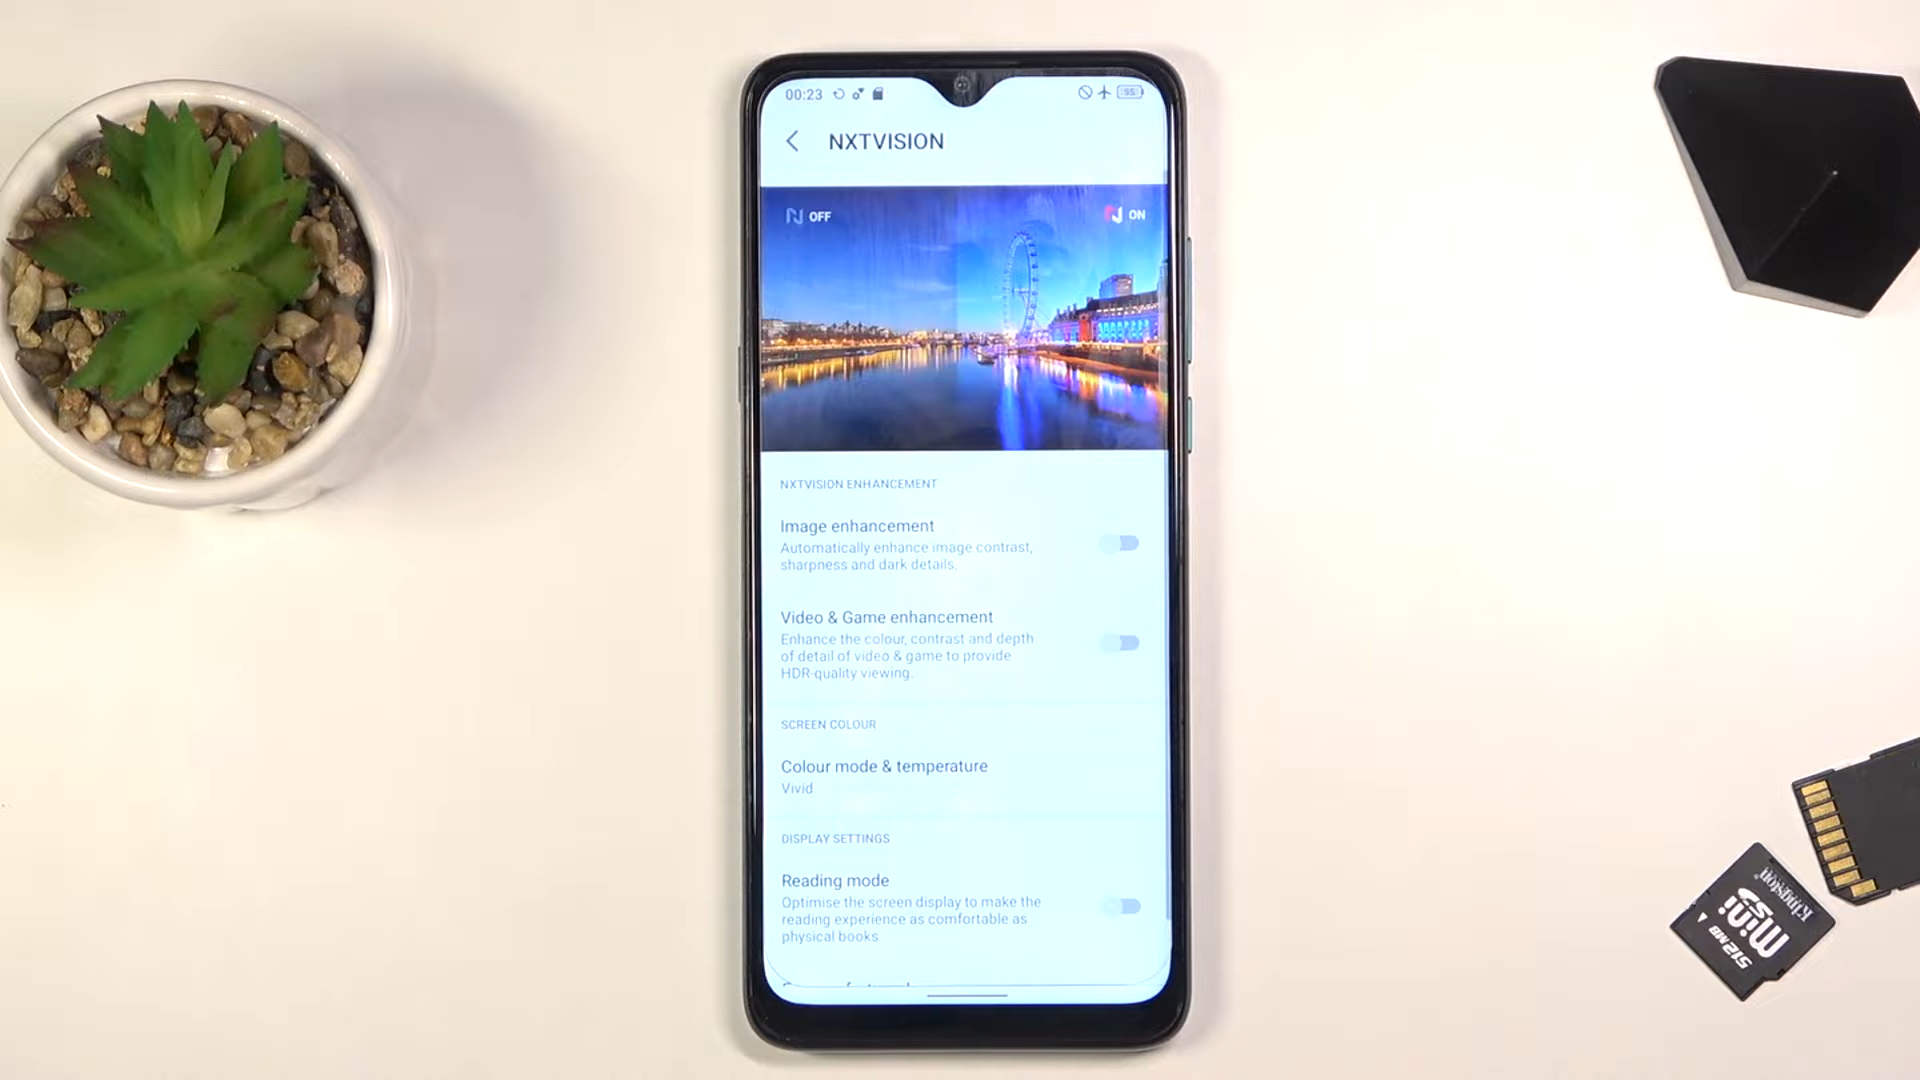 00:23
95
NXTVISION
OFF
ON
NXTVISION ENHANCEMENT
Image enhancement
Automatically enhance image contrast,
sharpness and dark details.
Video & Game enhancement
Enhance the colour, contrast and depth
of detail of video & game to provide
HDR-quality viewing.
SCREEN COLOUR
Colour mode & temperature
Vivid
DISPLAY SETTINGS
Reading mode
Optimise the screen display to make the
reading experience as comfortable as
physical books
Kingston
mini
SD
512MB